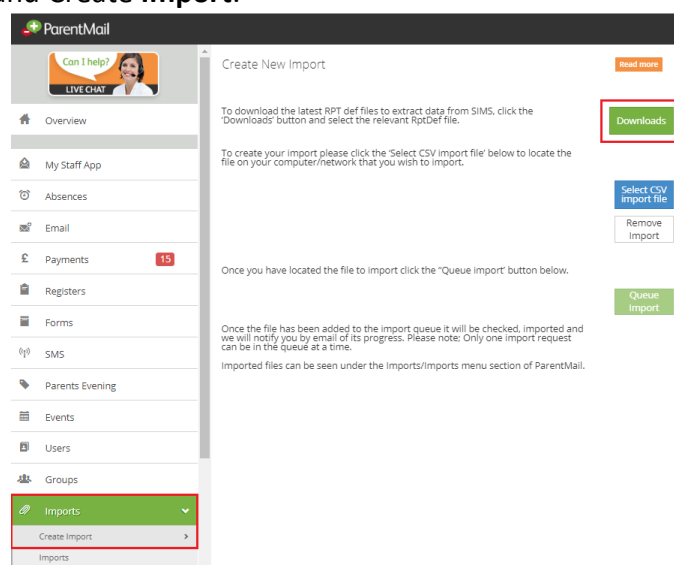 and Create Import.
ParentMail
Can I help?
LIVE CHAT
Overview
My Staff App
Absences
Email
Payments 15
Registers
Forms
SMS
Parents Evening
Events
Users
Groups
Imports
Create Import
Imports
Create New Import
Read more
To download the latest RPT def files to extract data from SIMS, click the
'Downloads' button and select the relevant RptDef file.
Downloads
To create your import please click the 'Select CSV import file' below to locate the
file on your computer/network that you wish to import.
Select CSV
import file
Remove
Import
Once you have located the file to import click the "Queue import' button below.
Queue
Import
Once the file has been added to the import queue it will be checked, imported and
we will notify you by email of its progress. Please note: Only one import request
can be in the queue at a time.
Imported files can be seen under the Imports/Imports menu section of ParentMail.